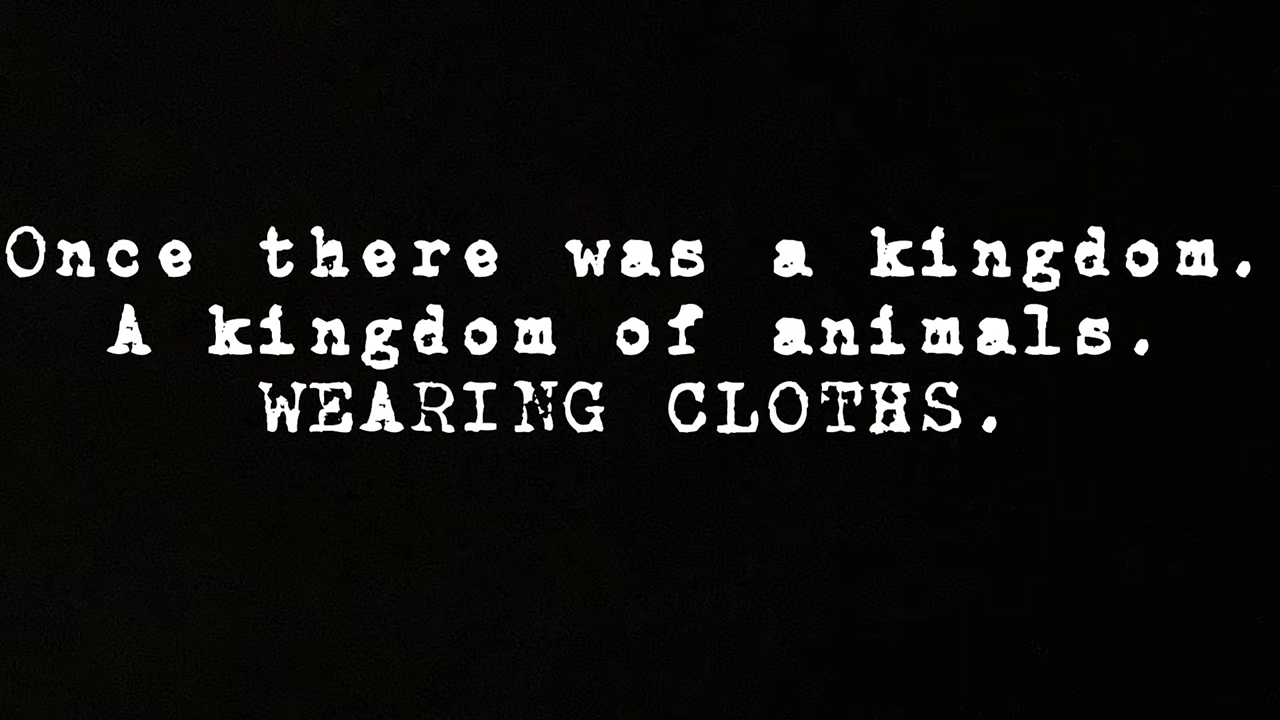 Once there was a kingdom.
A kingdom of animals.
WEARING CLOTHS.